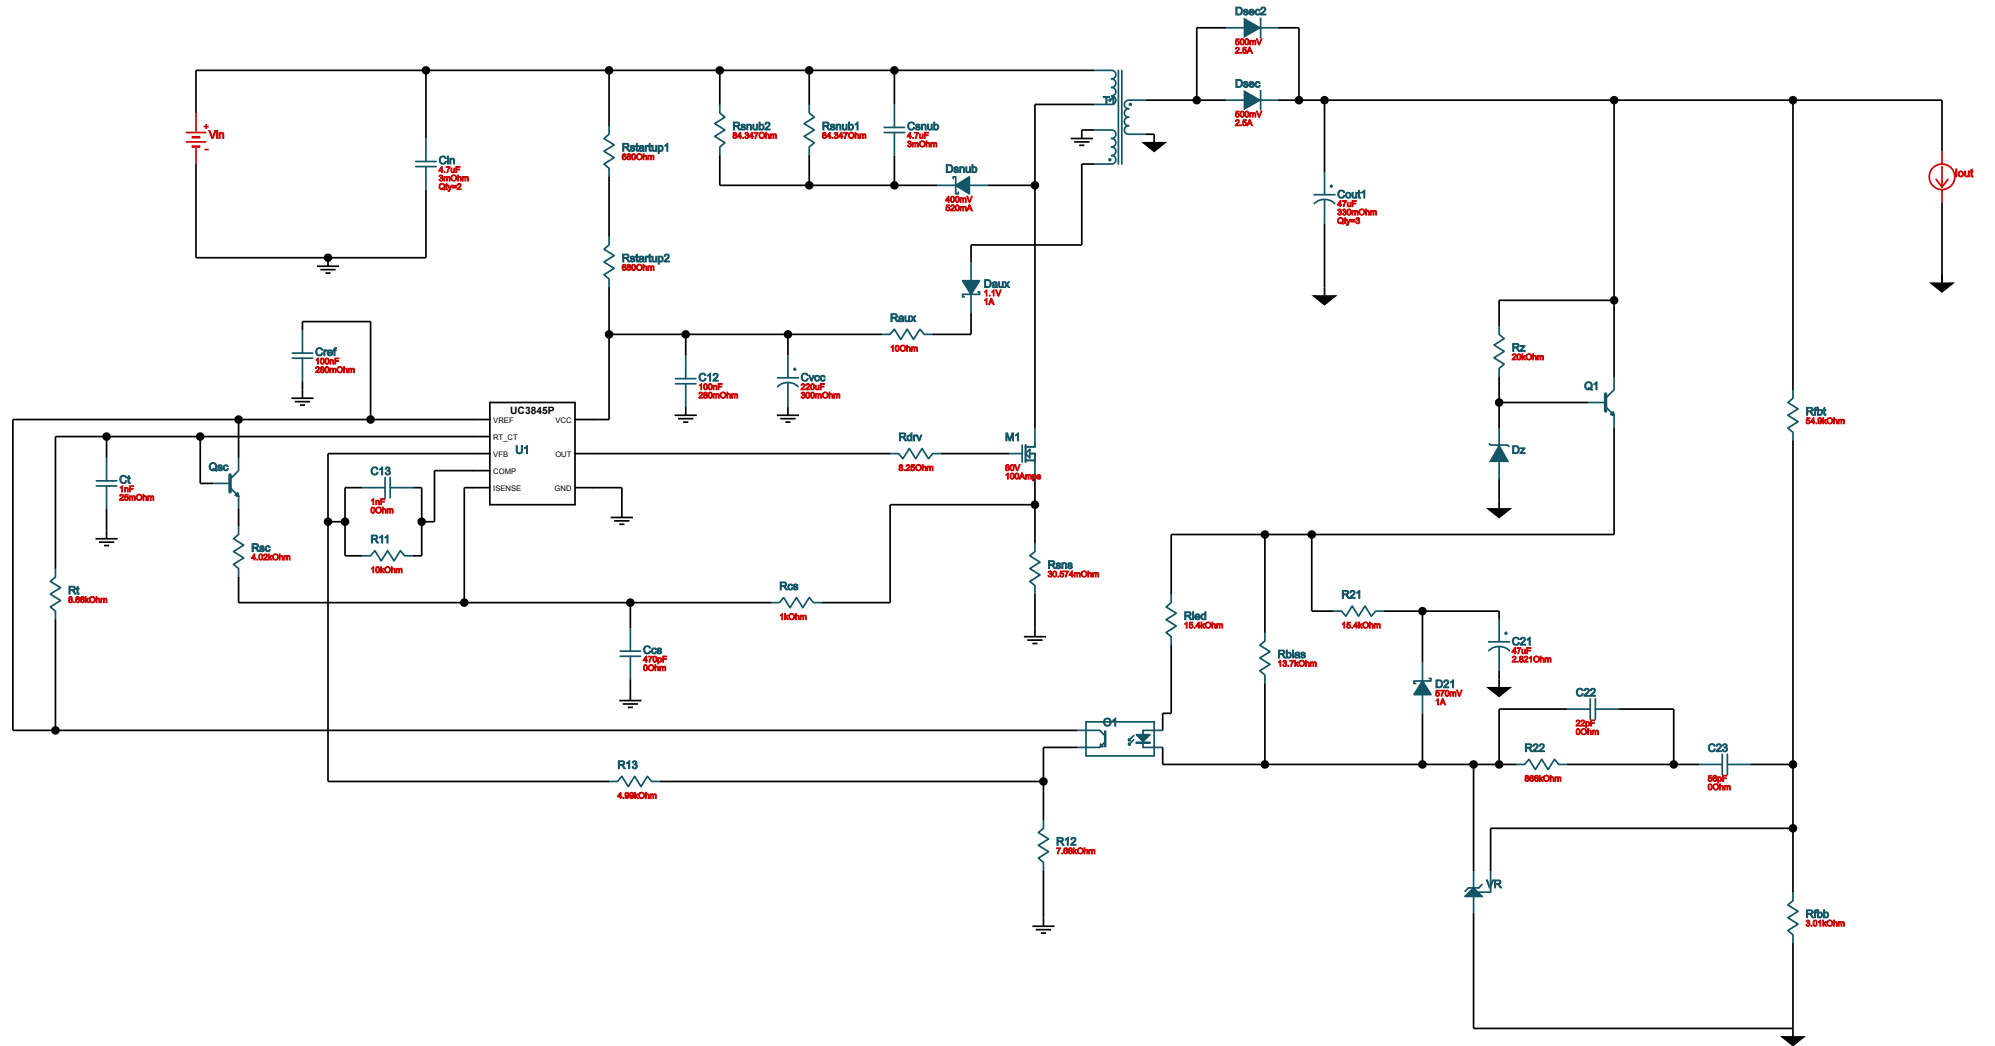 Dsec2
500mV
2.5A
Dsec
500mV
2.5A
T1
Vin
Cin
4.7uF
3mOhm
Qty=2
Rstartup1
680Ohm
Rsnub2
84.347Ohm
Rsnub1
84.347Ohm
Csnub
4.7uF
3mOhm
Dsnub
400mV
520mA
Cout1
47uF
330mOhm
Qty=3
Iout
Rstartup2
680Ohm
Daux
1.1V
1A
Raux
10Ohm
Cref
100nF
280mOhm
C12
100nF
280mOhm
Cvcc
220uF
300mOhm
Rz
20kOhm
Q1
Dz
Rfbt
54.9kOhm
UC3845P
VREF
VCC
RT_CT
U1
VFB
OUT
COMP
ISENSE
GND
Rdrv
8.25Ohm
M1
60V
100Amps
Ct
1nF
25mOhm
Qsc
C13
1nF
0Ohm
R11
10kOhm
Rsc
4.02kOhm
Rt
8.66kOhm
Rcs
1kOhm
Rsns
30.574mOhm
Ccs
470pF
0Ohm
Rled
15.4kOhm
Rbias
13.7kOhm
R21
15.4kOhm
C21
47uF
2.821Ohm
D21
570mV
1A
C22
22pF
0Ohm
R22
866kOhm
C23
56pF
0Ohm
O1
R13
4.99kOhm
R12
7.68kOhm
VR
Rfbb
3.01kOhm